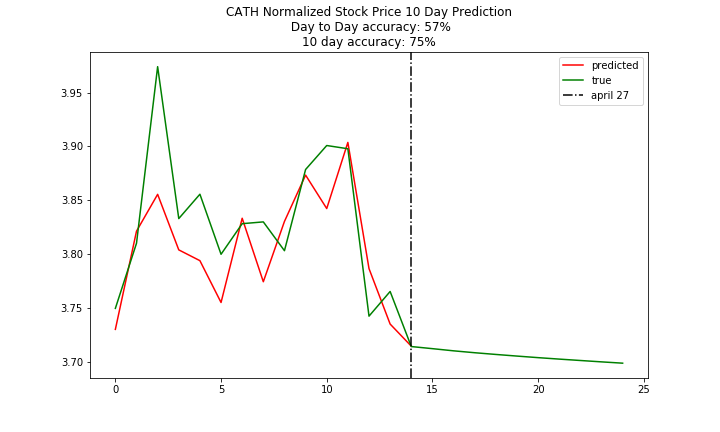 CATH Normalized Stock Price 10 Day Prediction
Day to Day accuracy: 57%
10 day accuracy: 75%
predicted
true
april 27
3.95
3.90
3.85
3.80
3.75
3.70
0
5
10
15
20
25